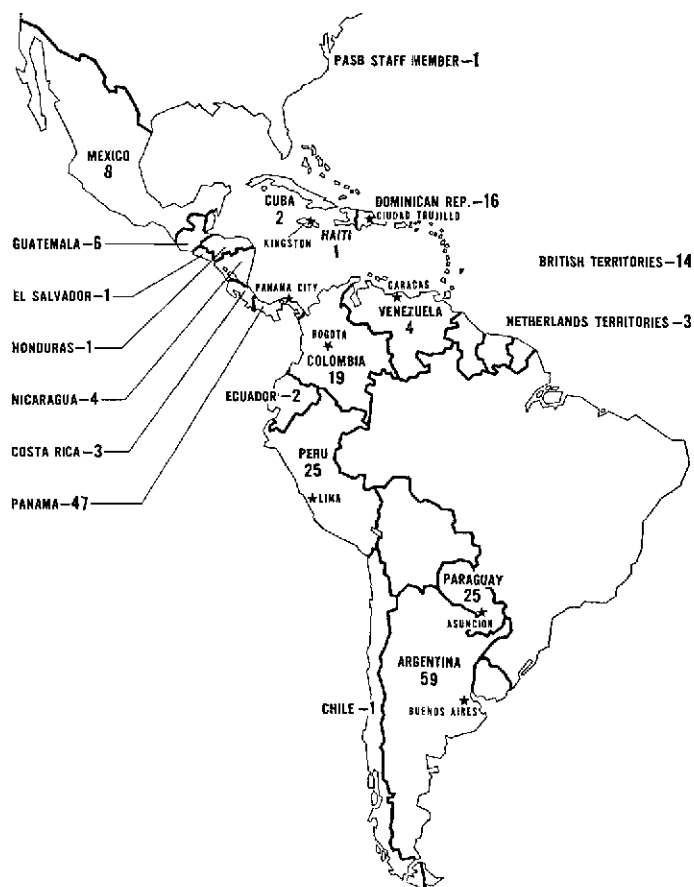 PASB STAFF MEMBER-1
MEXICO
8
CUBA
2
DOMINICAN REP.-16
CIUDAD TRUJILLO
KINGSTON
HAITI
1
GUATEMALA-6
BRITISH TERRITORIES-14
EL SALVADOR-1
PANAMA CITY
CARACAS
VENEZUELA
4
NETHERLANDS TERRITORIES-3
HONDURAS-1
BOGOTA
COLOMBIA
19
NICARAGUA-4
ECUADOR-2
COSTA RICA-3
PERU
25
PANAMA-47
LIMA
PARAGUAY
25
ASUNCION
ARGENTINA
59
CHILE-1
BUENOS AIRES